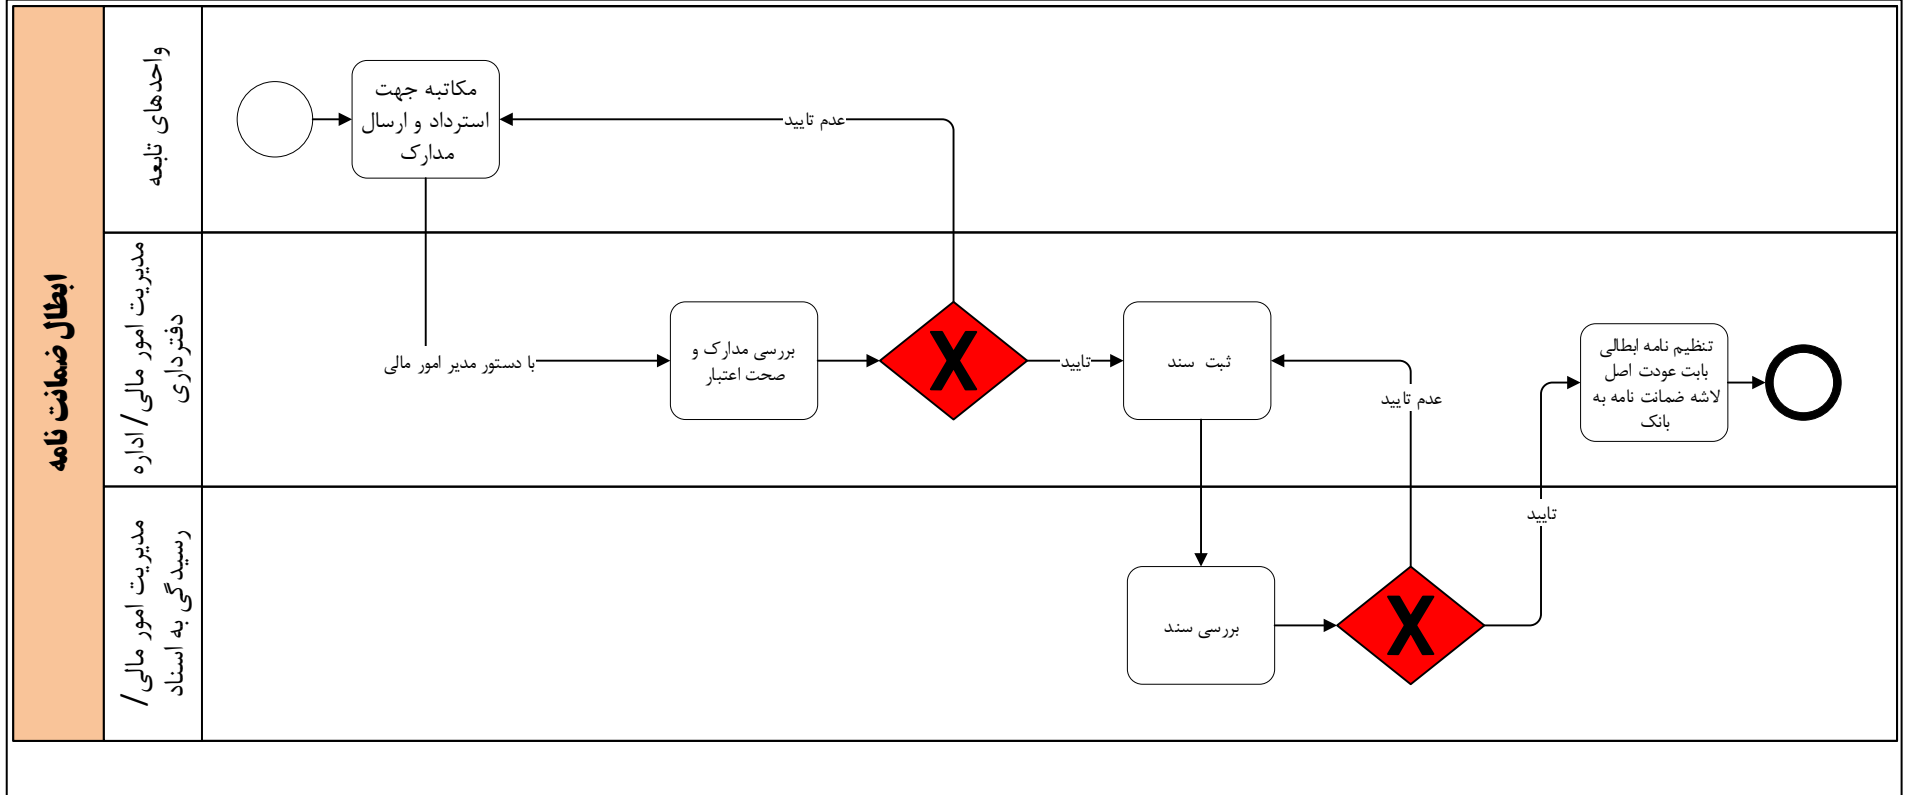 ابطال ضمانت نامه
واحدهای تابعه
مکاتبه جهت
استرداد و ارسال
مدارک
عدم تایید
مدیریت امور مالی/ اداره
دفترداری
با دستور مدیر امور مالی
بررسی مدارک و
صحت اعتبار
X
تایید
ثبت سند
عدم تایید
تنظیم نامه ابطالی
بابت عودت اصل
لاشه ضمانت نامه به
بانک
مدیریت امور مالی /
رسیدگی به اسناد
بررسی سند
X
تایید